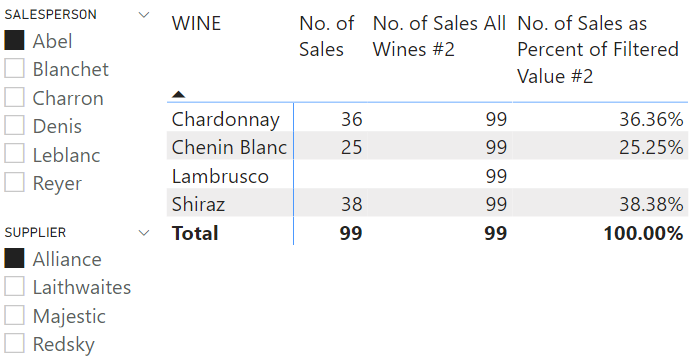 SALESPERSON
Abel
Blanchet
Charron
Denis
Leblanc
Reyer
SUPPLIER
Alliance
Laithwaites
Majestic
Redsky
WINE No. of Sales No. of Sales All Wines #2 No. of Sales as Percent of Filtered Value #2
Chardonnay 36 99 36.36%
Chenin Blanc 25 99 25.25%
Lambrusco 99
Shiraz 38 99 38.38%
Total 99 99 100.00%